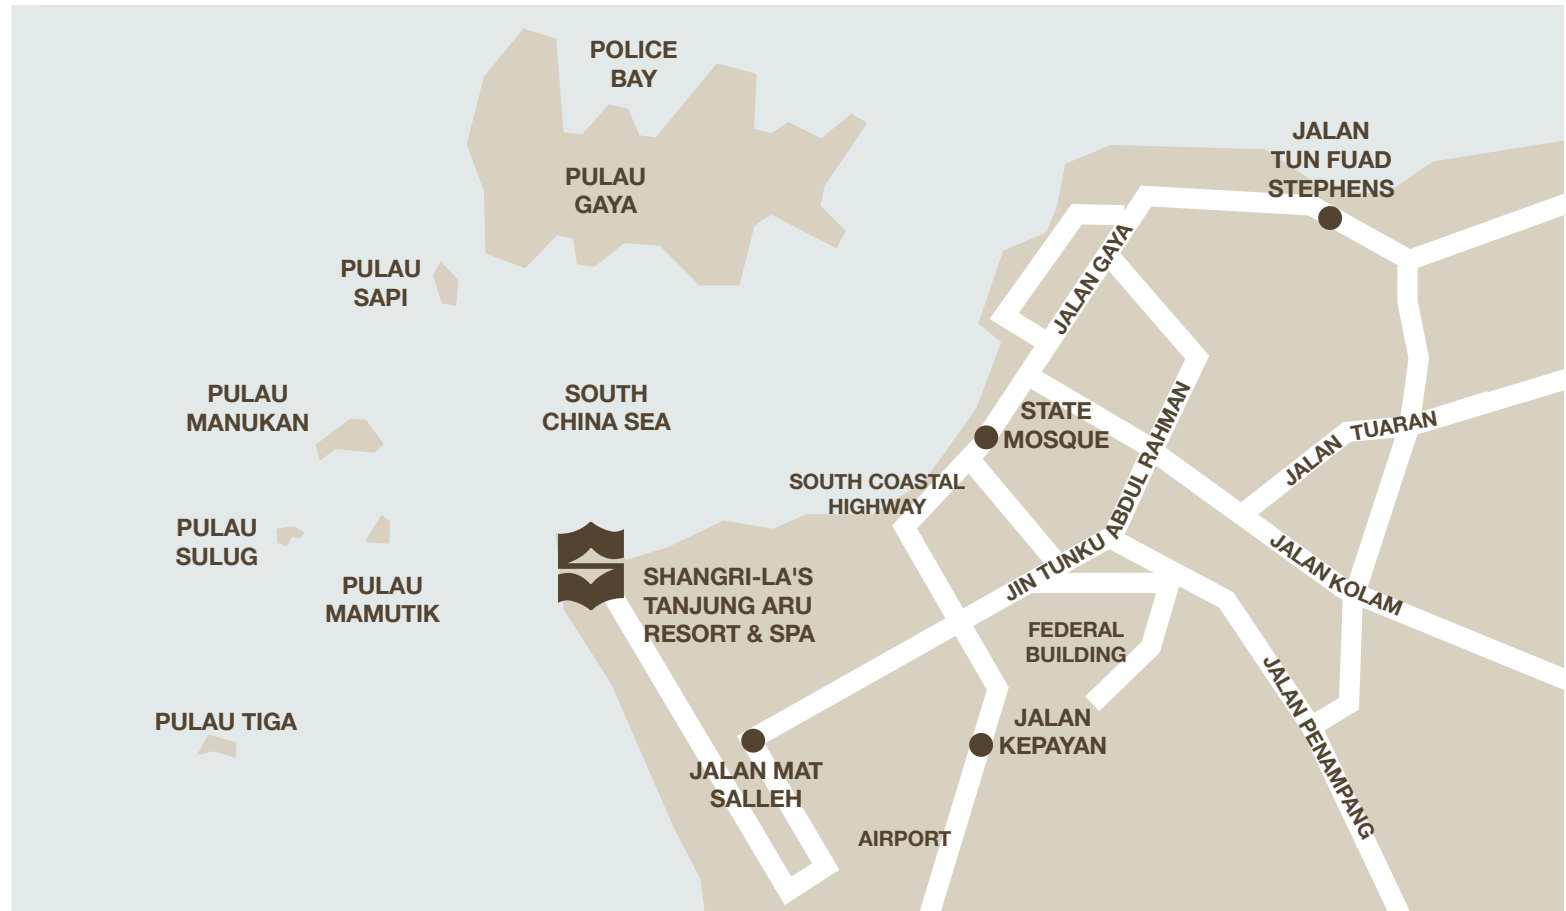 POLICE
BAY
PULAU
GAYA
PULAU
SAPI
PULAU
MANUKAN
SOUTH
CHINA SEA
PULAU
SULUG
PULAU
MAMUTIK
PULAU TIGA
JALAN
TUN FUAD
STEPHENS
JALAN GAYA
STATE
MOSQUE
SOUTH COASTAL
HIGHWAY
JIN TUNKU ABDUL RAHMAN
JALAN TUARAN
JALAN KOLAM
SHANGRI-LA'S
TANJUNG ARU
RESORT & SPA
FEDERAL
BUILDING
JALAN PENAMPANG
JALAN
KEPAYAN
JALAN MAT
SALLEH
AIRPORT